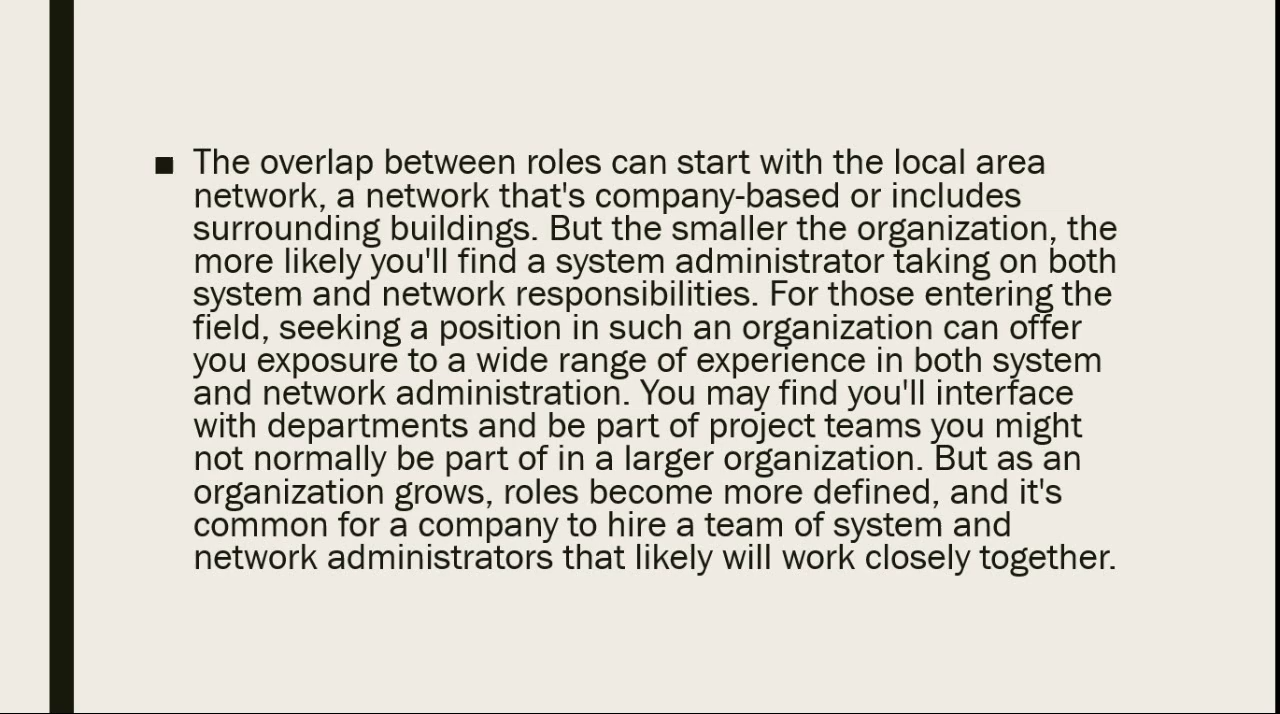 ■ The overlap between roles can start with the local area
network, a network that's company-based or includes
surrounding buildings. But the smaller the organization, the
more likely you'll find a system administrator taking on both
system and network responsibilities. For those entering the
field, seeking a position in such an organization can offer
you exposure to a wide range of experience in both system
and network administration. You may find you'll interface
with departments and be part of project teams you might
not normally be part of in a larger organization. But as an
organization grows, roles become more defined, and it's
common for a company to hire a team of system and
network administrators that likely will work closely together.